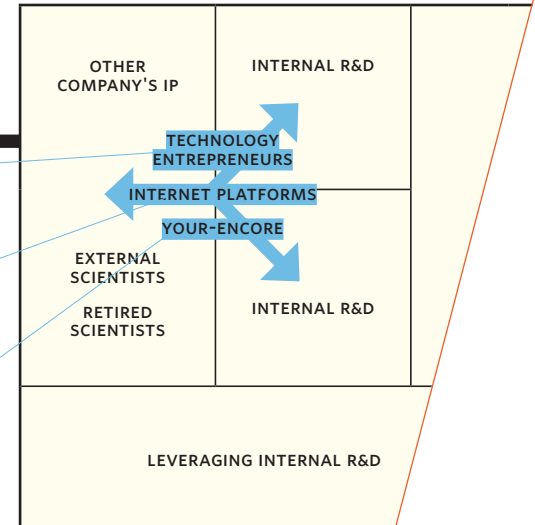 OTHER
COMPANY'S IP
INTERNAL R&D
TECHNOLOGY
ENTREPRENEURS
INTERNET PLATFORMS
YOUR-ENCORE
EXTERNAL
SCIENTISTS
RETIRED
SCIENTISTS
INTERNAL R&D
LEVERAGING INTERNAL R&D